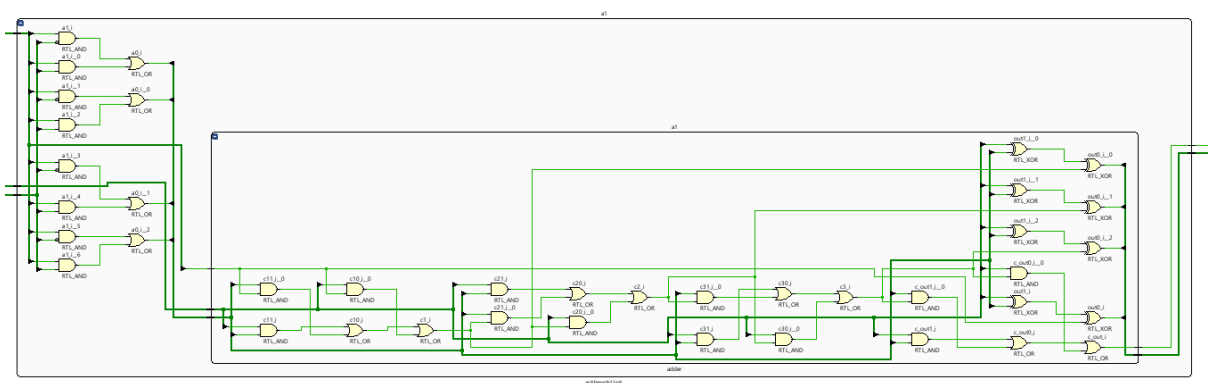 a1
a1_i
RTL_AND
a1_i__0
RTL_AND
a0_i
RTL_OR
a1_i__1
RTL_AND
a1_i__2
RTL_AND
a0_i__0
RTL_OR
a1_i__3
RTL_AND
a1_i__4
RTL_AND
a0_i__1
RTL_OR
a1_i__5
RTL_AND
a1_i__6
RTL_AND
a0_i__2
RTL_OR
a1
c11_i__0
RTL_AND
c10_i__0
RTL_AND
c11_i
RTL_AND
c10_i
RTL_OR
c1_i
RTL_OR
c21_i
RTL_AND
c21_i__0
RTL_AND
c20_i
RTL_OR
c20_i__0
RTL_AND
c2_i
RTL_OR
c31_i__0
RTL_AND
c31_i
RTL_AND
c30_i
RTL_OR
c30_i__0
RTL_AND
c3_i
RTL_OR
c_out1_i__0
RTL_AND
c_out1_i
RTL_AND
out1_i__0
RTL_XOR
out0_i__0
RTL_XOR
out1_i__1
RTL_XOR
out0_i__1
RTL_XOR
out1_i__2
RTL_XOR
out0_i__2
RTL_XOR
c_out0_i__0
RTL_AND
out1_i
RTL_XOR
out0_i
RTL_XOR
c_out0_i
RTL_OR
c_out_i
RTL_OR
adder